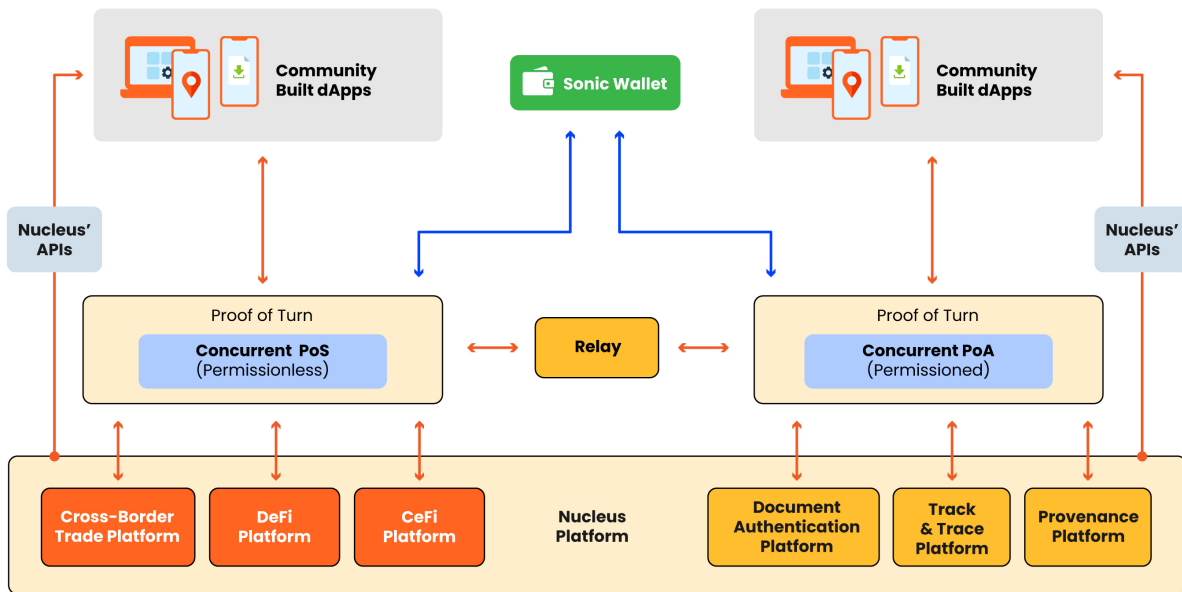 Community
Built dApps
Sonic Wallet
Community
Built dApps
Nucleus’
APIs
Nucleus’
APIs
Proof of Turn
Concurrent PoS
(Permissionless)
Relay
Proof of Turn
Concurrent PoA
(Permissioned)
Cross-Border
Trade Platform
DeFi
Platform
CeFi
Platform
Nucleus
Platform
Document
Authentication
Platform
Track
& Trace
Platform
Provenance
Platform